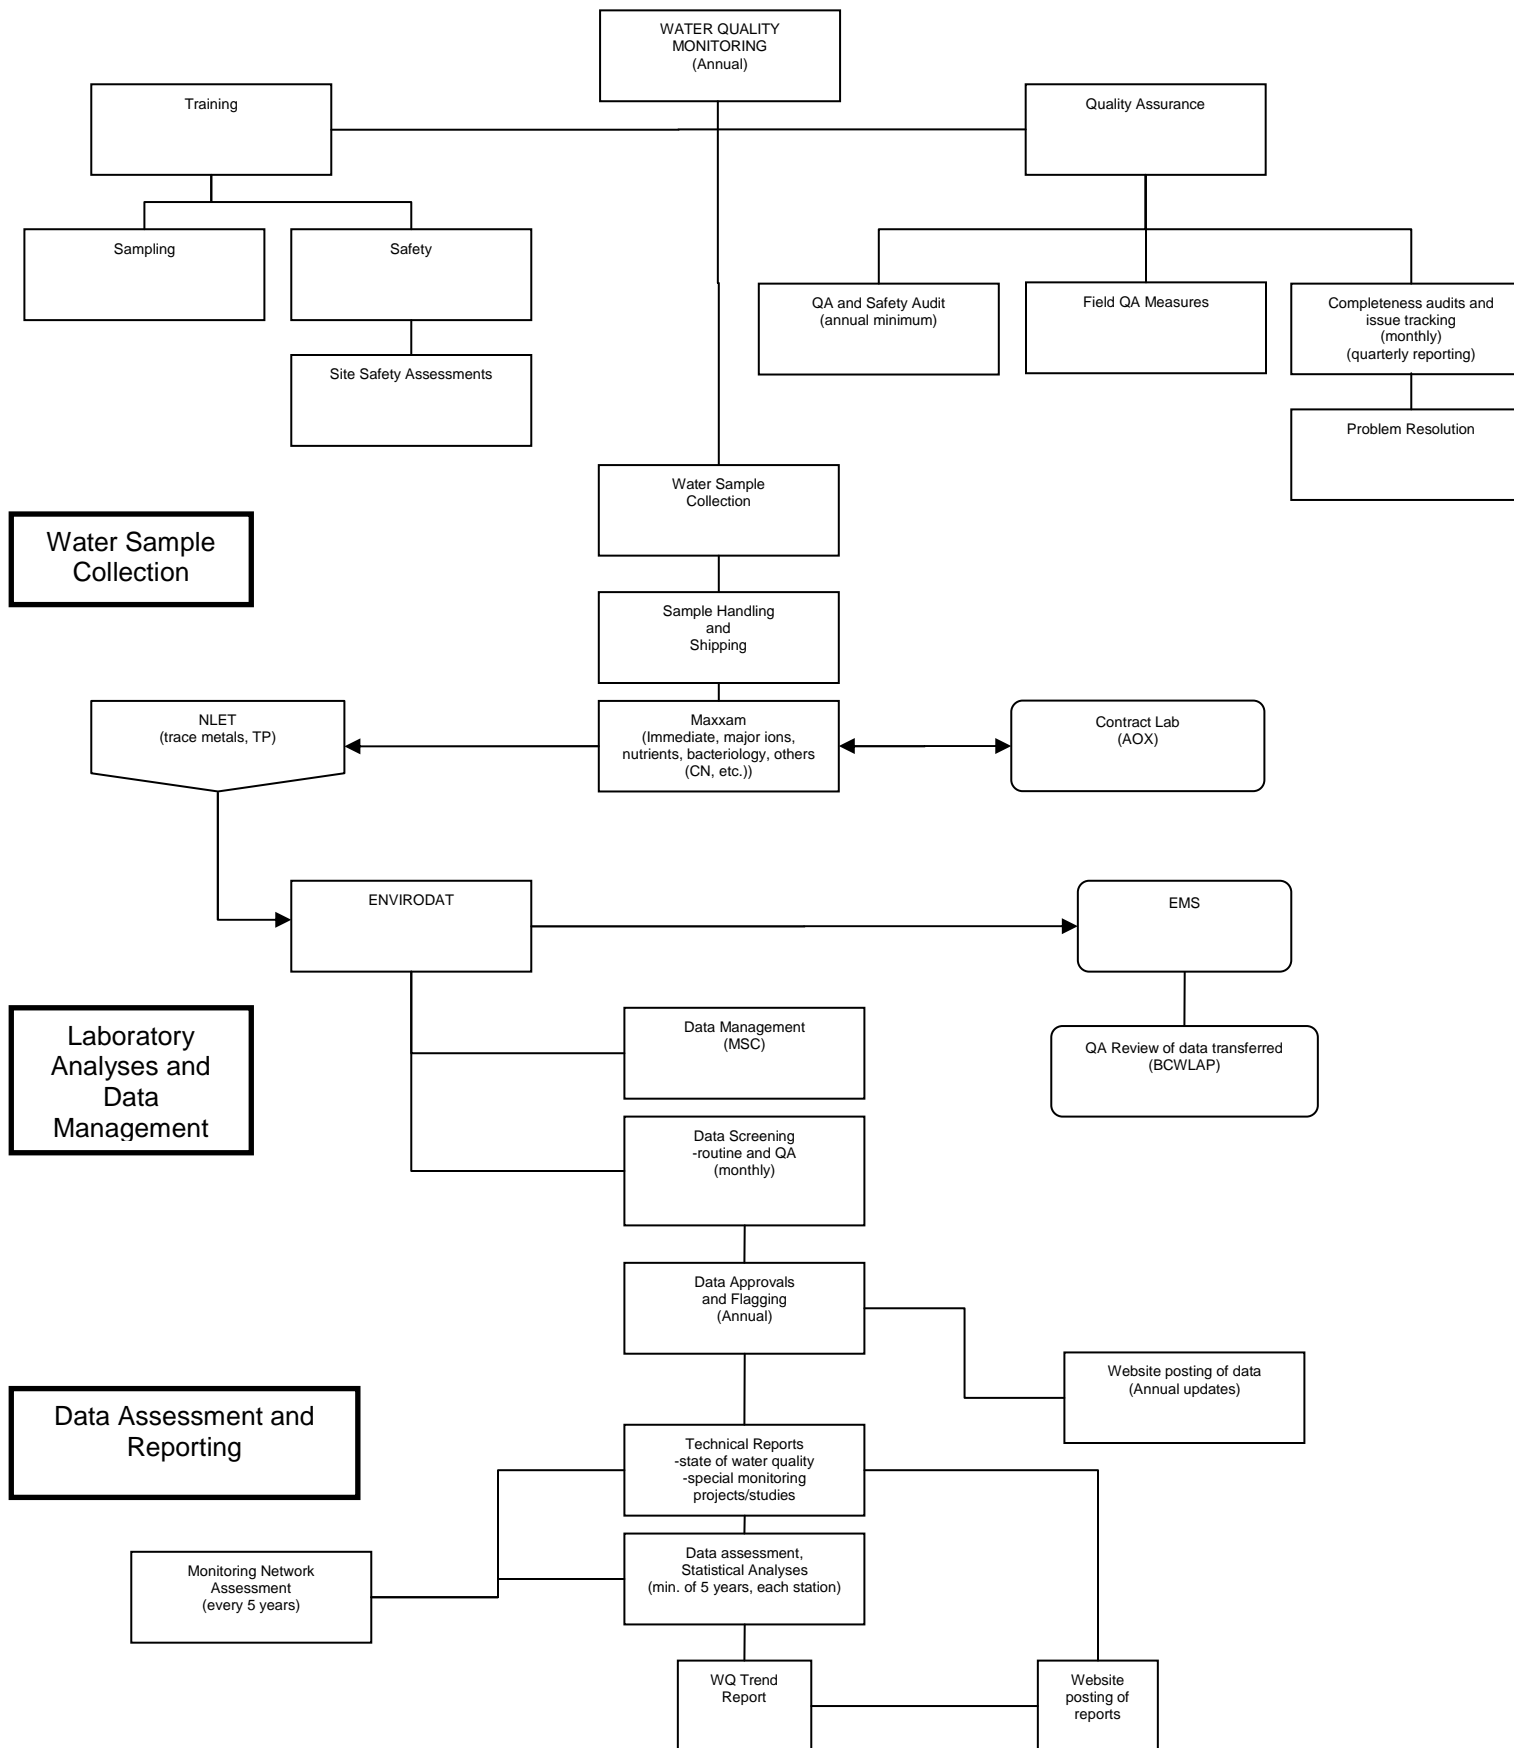 WATER QUALITY
MONITORING
(Annual)
Training
Quality Assurance
Sampling
Safety
QA and Safety Audit
(annual minimum)
Field QA Measures
Completeness audits and
issue tracking
(monthly)
(quarterly reporting)
Site Safety Assessments
Problem Resolution
Water Sample
Collection
Water Sample
Collection
Sample Handling
and
Shipping
NLET
(trace metals, TP)
Maxxam
(Immediate, major ions,
nutrients, bacteriology, others
(CN, etc.))
Contract Lab
(AOX)
ENVIRODAT
EMS
Laboratory
Analyses and
Data
Management
Data Management
(MSC)
QA Review of data transferred
(BCWLAP)
Data Screening
-routine and QA
(monthly)
Data Approvals
and Flagging
(Annual)
Website posting of data
(Annual updates)
Data Assessment and
Reporting
Technical Reports
-state of water quality
-special monitoring
projects/studies
Monitoring Network
Assessment
(every 5 years)
Data assessment,
Statistical Analyses
(min. of 5 years, each station)
WQ Trend
Report
Website
posting of
reports